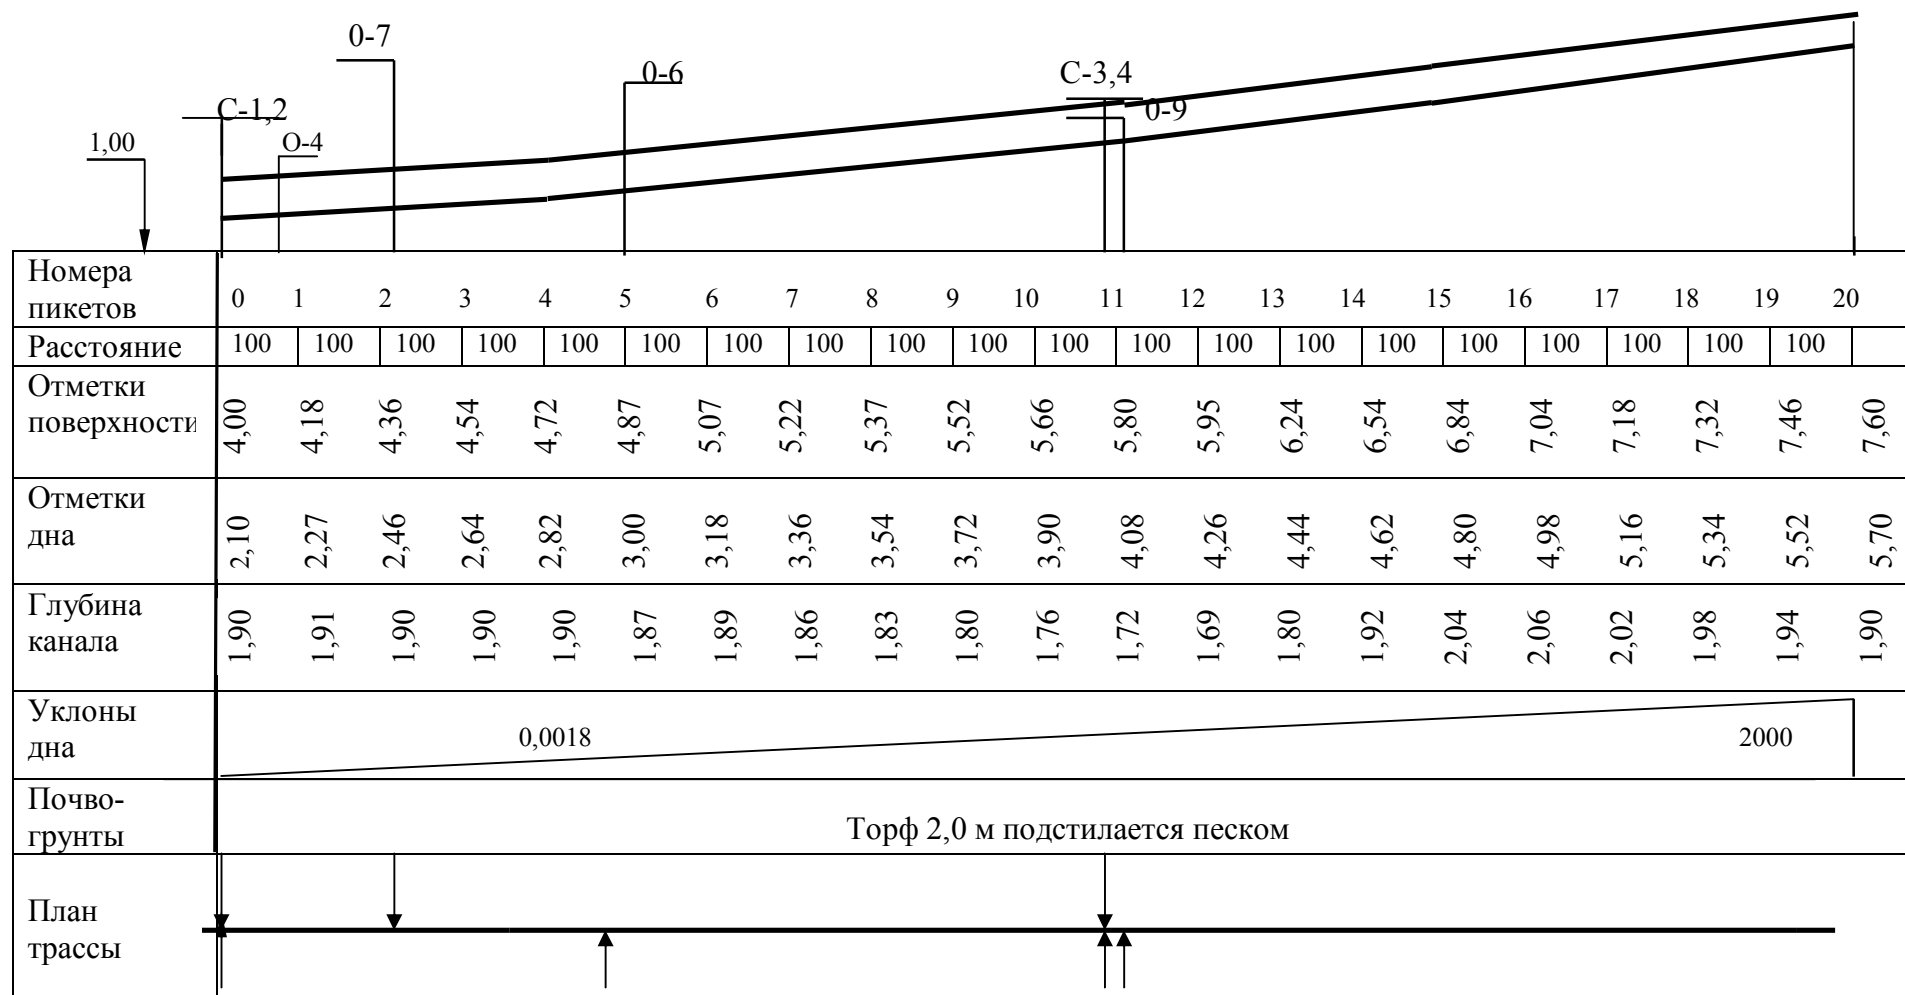 0-7
0-6
С-3,4
С-1,2
0-9
1,00
О-4
Номера
пикетов
0 1 2 3 4 5 6 7 8 9 10 11 12 13 14 15 16 17 18 19 20
Расстояние 100 100 100 100 100 100 100 100 100 100 100 100 100 100 100 100 100 100 100 100
Отметки
поверхности
4,00 4,18 4,36 4,54 4,72 4,87 5,07 5,22 5,37 5,52 5,66 5,80 5,95 6,24 6,54 6,84 7,04 7,18 7,32 7,46 7,60
Отметки
дна
2,10 2,27 2,46 2,64 2,82 3,00 3,18 3,36 3,54 3,72 3,90 4,08 4,26 4,44 4,62 4,80 4,98 5,16 5,34 5,52 5,70
Глубина
канала
1,90 1,91 1,90 1,90 1,90 1,87 1,89 1,86 1,83 1,80 1,76 1,72 1,69 1,80 1,92 2,04 2,06 2,02 1,98 1,94 1,90
Уклоны
дна
0,0018 2000
Почво-
грунты
Торф 2,0 м подстилается песком
План
трассы